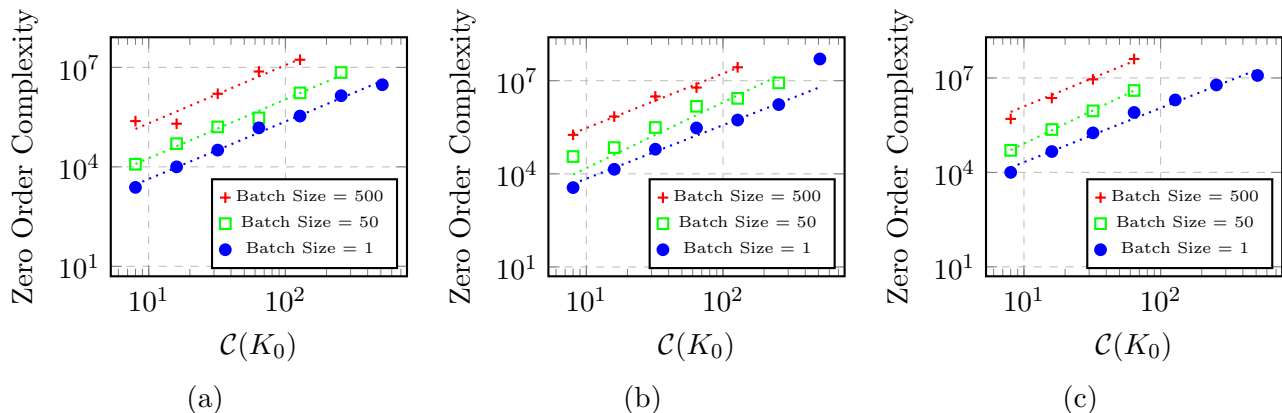 Zero Order Complexity
10^7
10^4
10^1
Batch Size = 500
Batch Size = 50
Batch Size = 1
10^1
10^2
C(K_0)
(a)
Zero Order Complexity
10^7
10^4
10^1
Batch Size = 500
Batch Size = 50
Batch Size = 1
10^1
10^2
C(K_0)
(b)
Zero Order Complexity
10^7
10^4
10^1
Batch Size = 500
Batch Size = 50
Batch Size = 1
10^1
10^2
C(K_0)
(c)